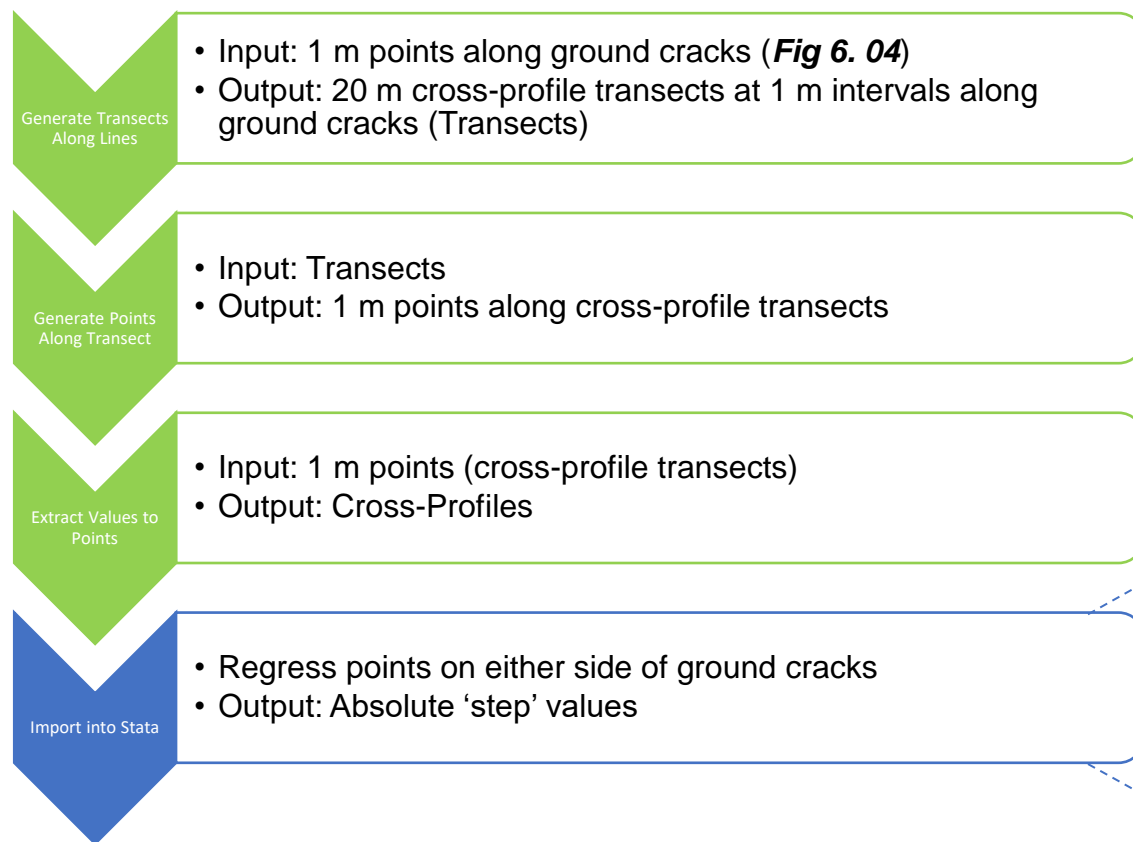 Generate Transects
Along Lines
• Input: 1 m points along ground cracks (Fig 6. 04)
• Output: 20 m cross-profile transects at 1 m intervals along
ground cracks (Transects)
Generate Points
Along Transect
• Input: Transects
• Output: 1 m points along cross-profile transects
Extract Values to
Points
• Input: 1 m points (cross-profile transects)
• Output: Cross-Profiles
Import into Stata
• Regress points on either side of ground cracks
• Output: Absolute ‘step’ values